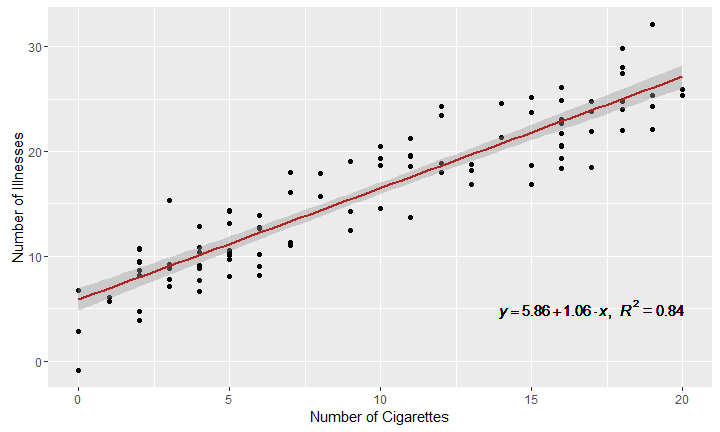 30
20
10
0
Number of Illnesses
y = 5.86 + 1.06 · x, R² = 0.84
0 5 10 15 20
Number of Cigarettes